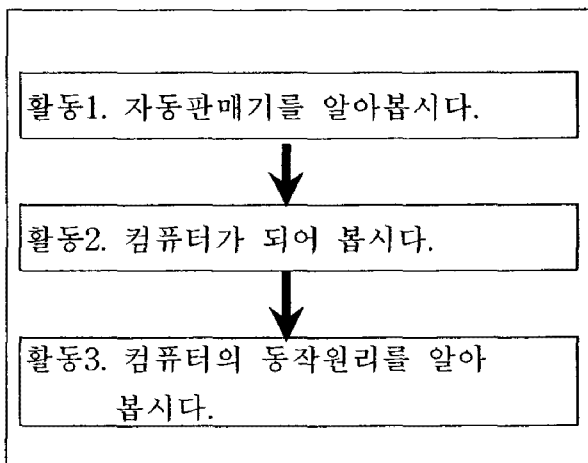 활동1. 자동판매기를 알아봅시다.
활동2. 컴퓨터가 되어 봅시다.
활동3. 컴퓨터의 동작원리를 알아
봅시다.